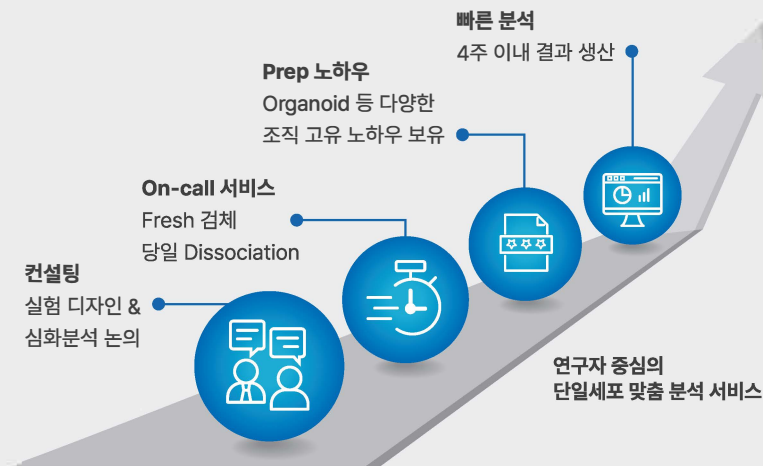 빠른 분석
4주 이내 결과 생산
Prep 노하우
Organoid 등 다양한
조직 고유 노하우 보유
On-call 서비스
Fresh 검체
당일 Dissociation
컨설팅
실험 디자인 &
심화분석 논의
연구자 중심의
단일세포 맞춤 분석 서비스